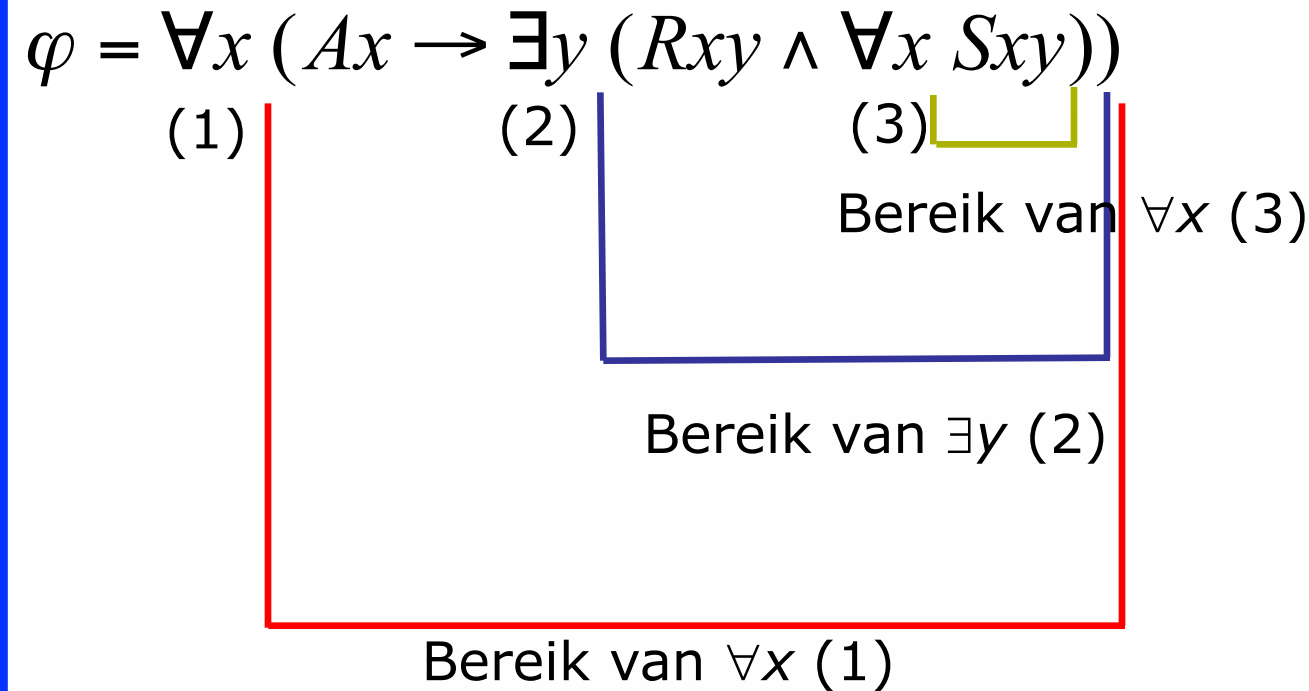 φ = ∀x (Ax → ∃y (Rxy ∧ ∀x Sxy))
(1) (2) (3)
Bereik van ∀x (3)
Bereik van ∃y (2)
Bereik van ∀x (1)